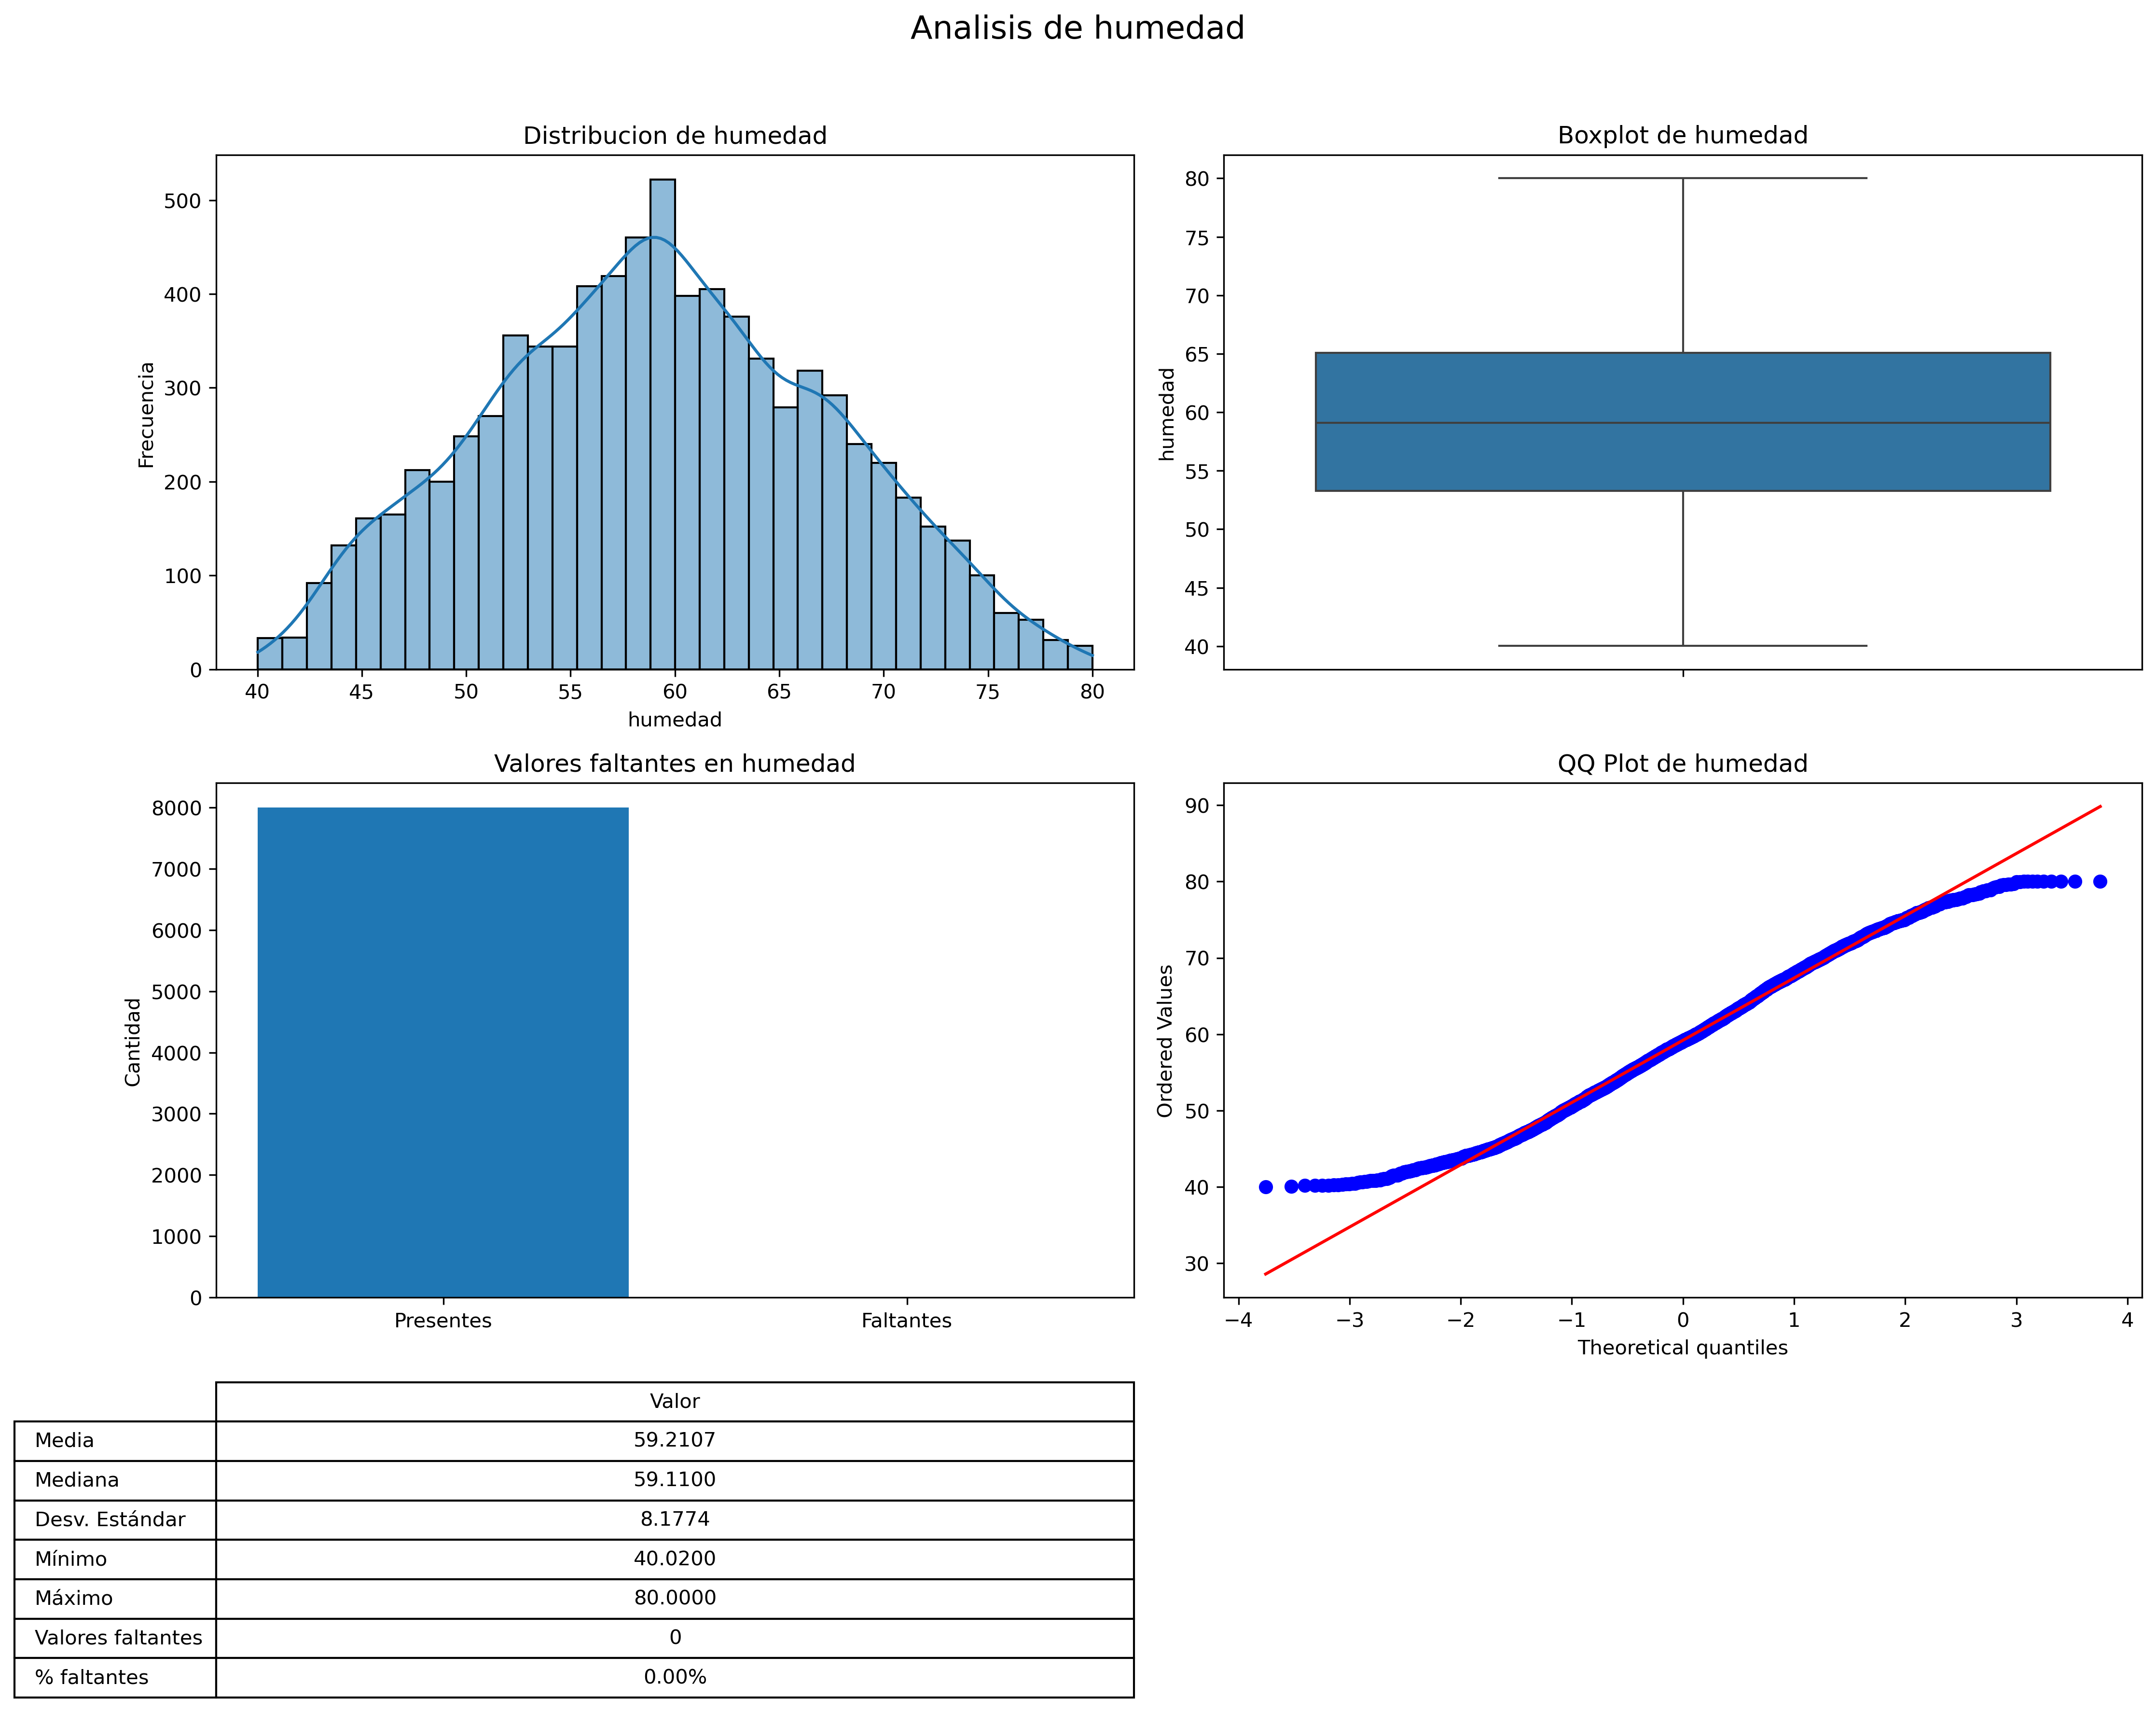 Analisis de humedad
Distribucion de humedad
Frecuencia
500
400
300
200
100
0
40 45 50 55 60 65 70 75 80
humedad
Boxplot de humedad
humedad
80
75
70
65
60
55
50
45
40
Valores faltantes en humedad
Cantidad
8000
7000
6000
5000
4000
3000
2000
1000
0
Presentes Faltantes
QQ Plot de humedad
Ordered Values
90
80
70
60
50
40
30
−4 −3 −2 −1 0 1 2 3 4
Theoretical quantiles
Valor
Media 59.2107
Mediana 59.1100
Desv. Estándar 8.1774
Mínimo 40.0200
Máximo 80.0000
Valores faltantes 0
% faltantes 0.00%